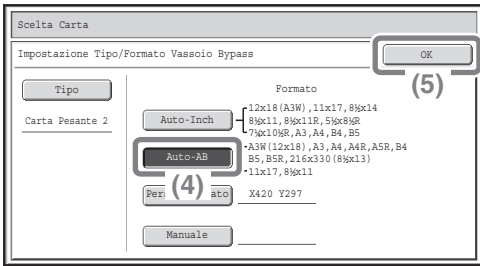 Scelta Carta
Impostazione Tipo/Formato Vassoio Bypass
OK
(5)
Tipo
Formato
Carta Pesante 2
Auto-Inch
12x18(A3W),11x17,8½x14
8½x11,8½x11R,5½x8½R
7¼x10½R,A3,A4,B4,B5
Auto-AB
A3W(12x18),A3,A4,A4R,A5R,B4
B5,B5R,216x330(8½x13)
11x17,8½x11
(4)
X420 Y297
Manuale